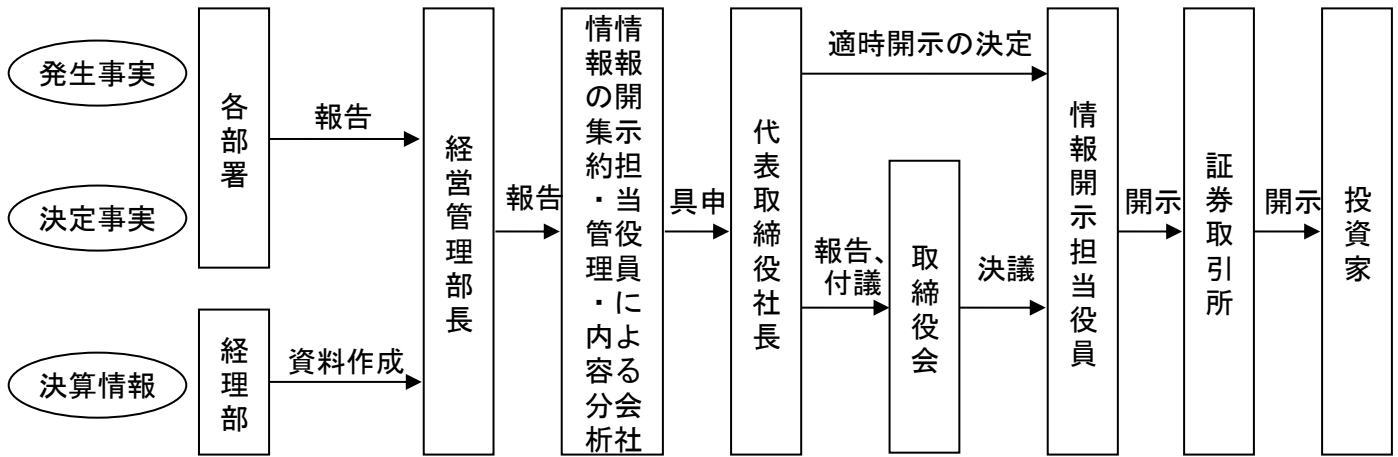 発生事実
決定事実
決算情報
各部署
経理部
報告
資料作成
経営管理部長
報告
情報開示担当役員による会社
情報の集約・管理・内容分析
具申
代表取締役社長
適時開示の決定
報告、
付議
取締役会
決議
情報開示担当役員
開示
証券取引所
開示
投資家